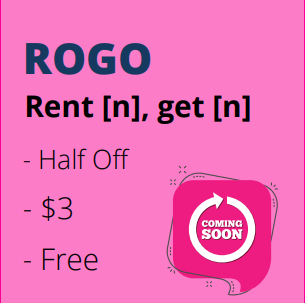 ROGO
Rent [n], get [n]
- Half Off
- $3
- Free
COMING
SOON